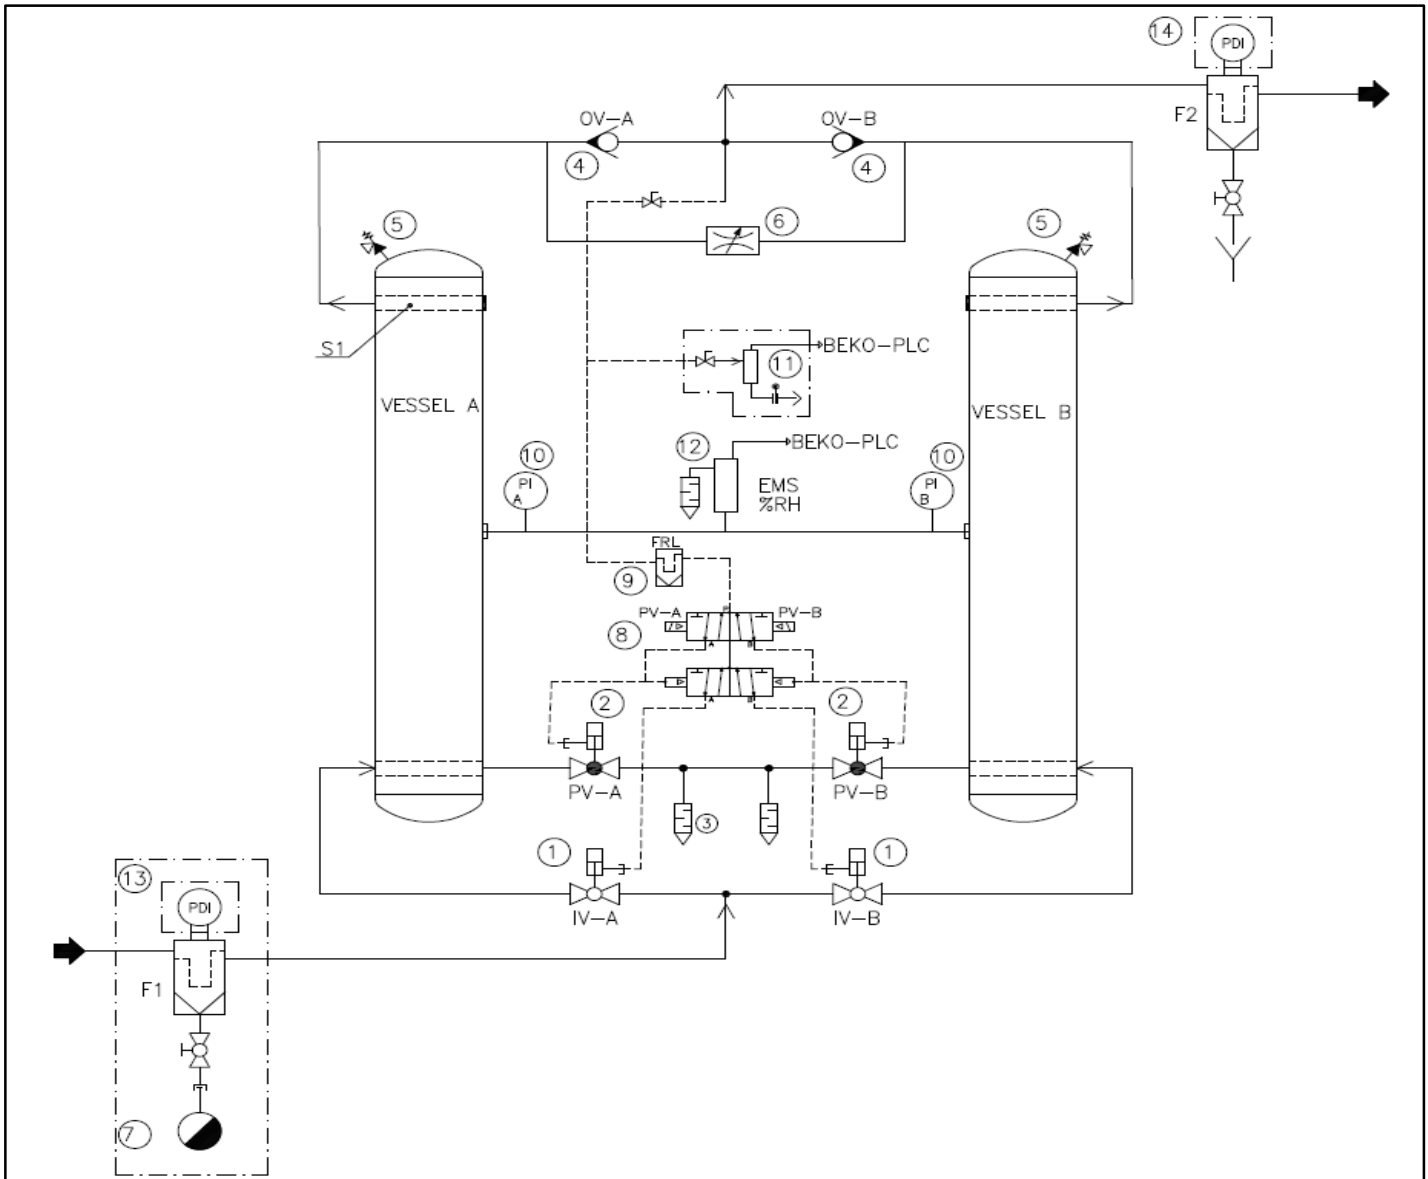 14
PDI
F2
OV-A
OV-B
4
4
6
5
5
S1
11
BEKO-PLC
VESSEL A
VESSEL B
12
BEKO-PLC
10
10
PI
A
PI
B
EMS
%RH
FRL
9
PV-A
P
PV-B
8
A
B
A
B
2
2
PV-A
PV-B
3
1
1
13
PDI
IV-A
IV-B
F1
7